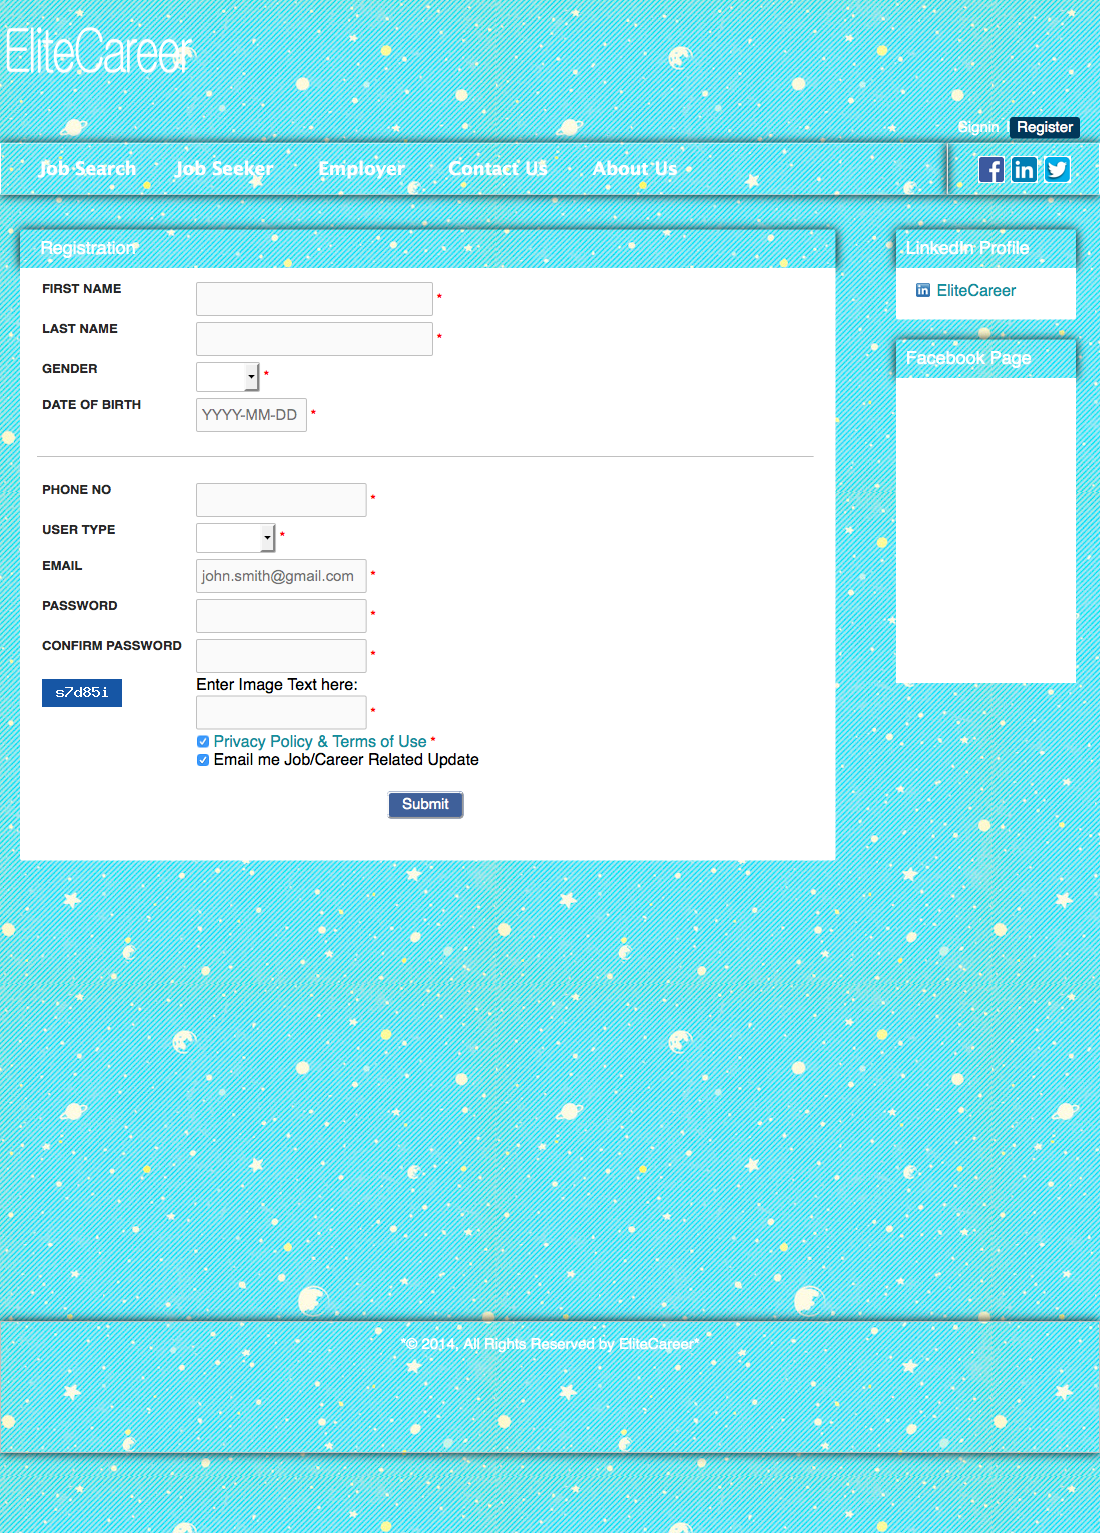 EliteCareer
Signin | Register
Job Search Job Seeker Employer Contact US About Us
Registration
FIRST NAME *
LAST NAME *
GENDER *
DATE OF BIRTH YYYY-MM-DD *
PHONE NO *
USER TYPE *
EMAIL john.smith@gmail.com *
PASSWORD *
CONFIRM PASSWORD *
s7d85i Enter Image Text here:
*
Privacy Policy & Terms of Use *
Email me Job/Career Related Update
Submit
LinkedIn Profile
EliteCareer
Facebook Page
*© 2014, All Rights Reserved by EliteCareer*